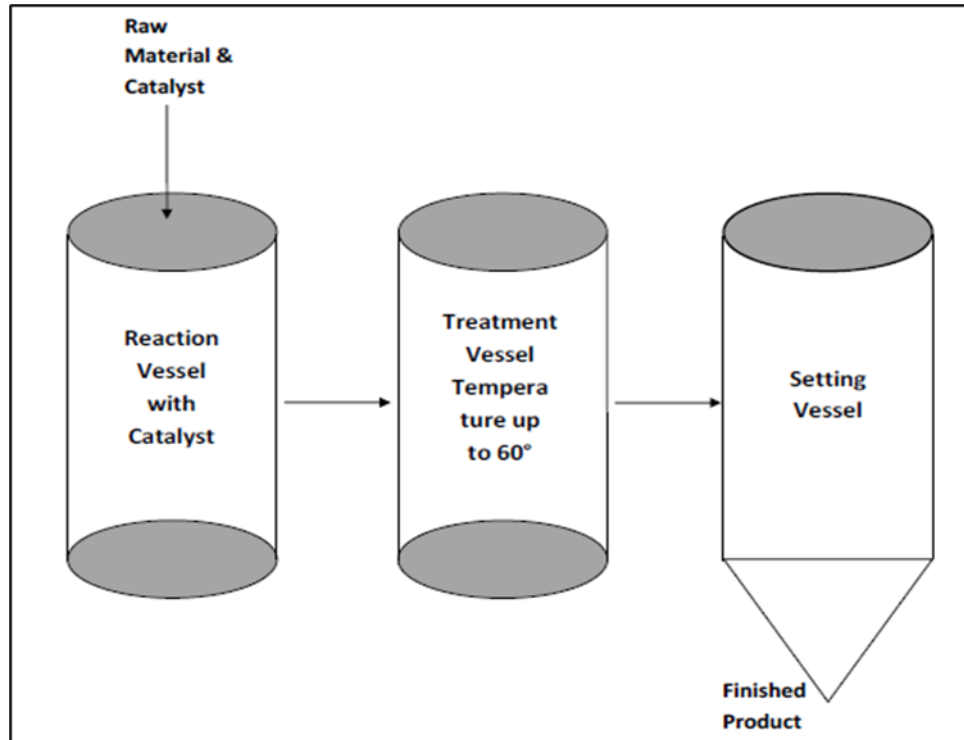 Raw
Material &
Catalyst
Reaction
Vessel
with
Catalyst
Treatment
Vessel
Tempera
ture up
to 60°
Setting
Vessel
Finished
Product